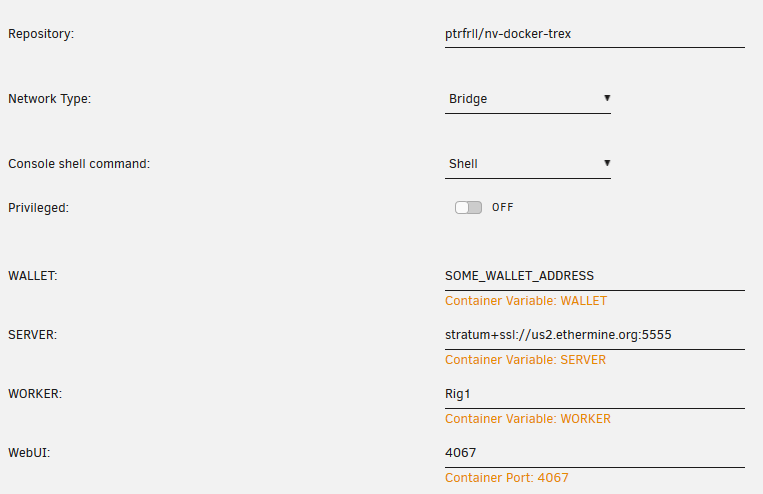 Repository: ptrfrll/nv-docker-trex
Network Type: Bridge
Console shell command: Shell
Privileged: OFF
WALLET: SOME_WALLET_ADDRESS
Container Variable: WALLET
SERVER: stratum+ssl://us2.ethermine.org:5555
Container Variable: SERVER
WORKER: Rig1
Container Variable: WORKER
WebUI: 4067
Container Port: 4067